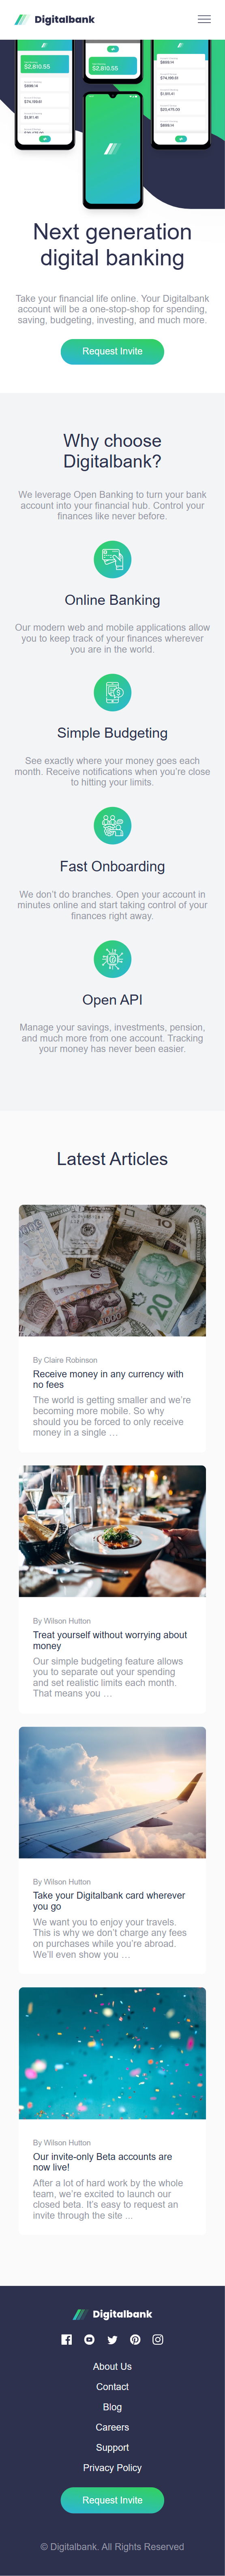 Digitalbank
$2,810.55
$2,810.55
Next generation
digital banking
Take your financial life online. Your Digitalbank
account will be a one-stop-shop for spending,
saving, budgeting, investing, and much more.
Request Invite
Why choose
Digitalbank?
We leverage Open Banking to turn your bank
account into your financial hub. Control your
finances like never before.
Online Banking
Our modern web and mobile applications allow
you to keep track of your finances wherever
you are in the world.
Simple Budgeting
See exactly where your money goes each
month. Receive notifications when you’re close
to hitting your limits.
Fast Onboarding
We don’t do branches. Open your account in
minutes online and start taking control of your
finances right away.
Open API
Manage your savings, investments, pension,
and much more from one account. Tracking
your money has never been easier.
Latest Articles
By Claire Robinson
Receive money in any currency with
no fees
The world is getting smaller and we’re
becoming more mobile. So why
should you be forced to only receive
money in a single …
By Wilson Hutton
Treat yourself without worrying about
money
Our simple budgeting feature allows
you to separate out your spending
and set realistic limits each month.
That means you …
By Wilson Hutton
Take your Digitalbank card wherever
you go
We want you to enjoy your travels.
This is why we don’t charge any fees
on purchases while you’re abroad.
We’ll even show you …
By Wilson Hutton
Our invite-only Beta accounts are
now live!
After a lot of hard work by the whole
team, we’re excited to launch our
closed beta. It’s easy to request an
invite through the site ...
Digitalbank
About Us
Contact
Blog
Careers
Support
Privacy Policy
Request Invite
© Digitalbank. All Rights Reserved